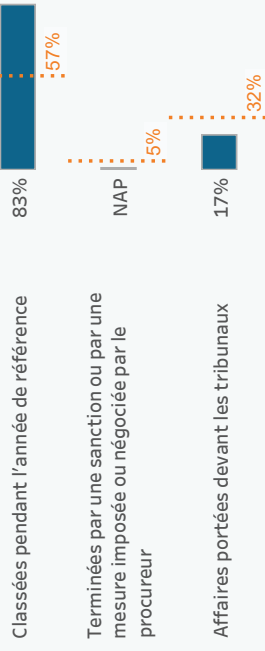 Classées pendant l'année de référence
83%
57%
Terminées par une sanction ou par une
mesure imposée ou négociée par le
procureur
NAP
5%
Affaires portées devant les tribunaux
17%
32%